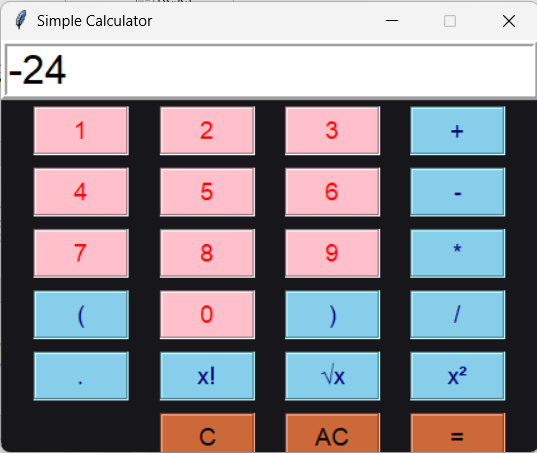 Simple Calculator
-24
1 2 3 +
4 5 6 -
7 8 9 *
( 0 ) /
. x! √x x²
C AC =